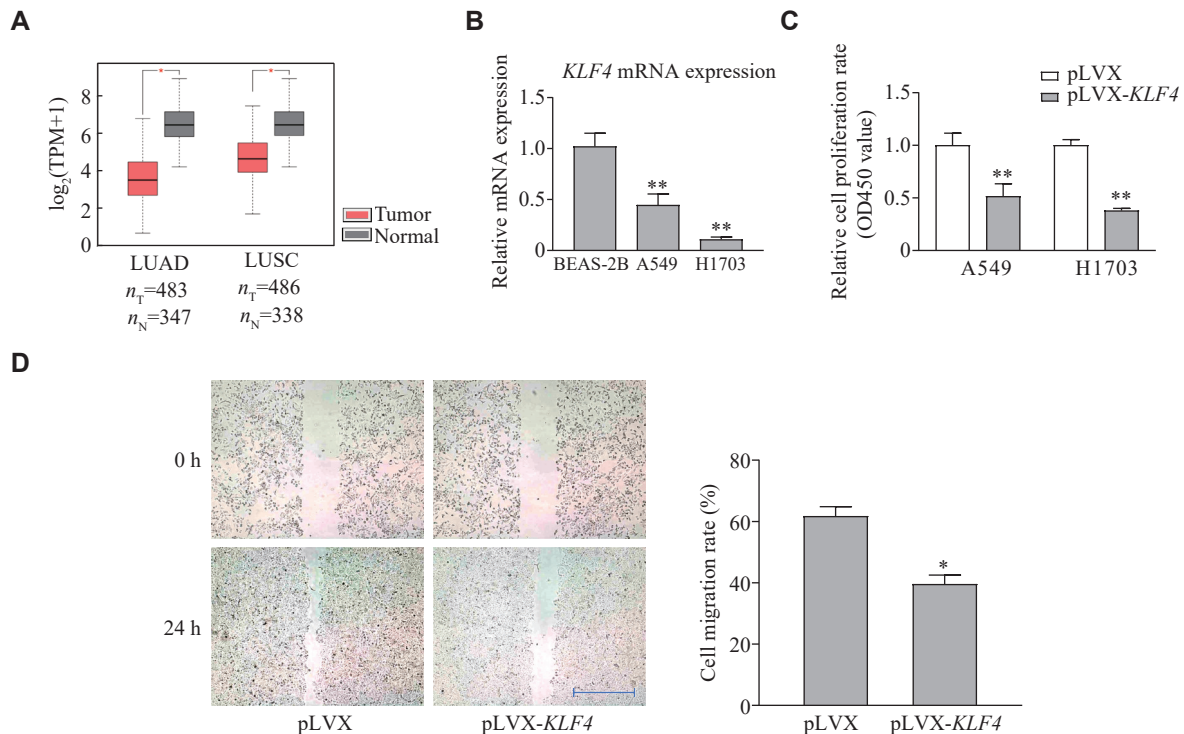 A
log₂(TPM+1)
8
6
4
2
0
*
*
Tumor
Normal
LUAD
LUSC
nT=483
nT=486
nN=347
nN=338
B
KLF4 mRNA expression
Relative mRNA expression
1.5
1.0
0.5
0
**
**
BEAS-2B A549 H1703
C
pLVX
pLVX-KLF4
Relative cell proliferation rate
(OD450 value)
1.5
1.0
0.5
0
**
**
A549
H1703
D
0 h
24 h
pLVX
pLVX-KLF4
Cell migration rate (%)
80
60
40
20
0
*
pLVX
pLVX-KLF4